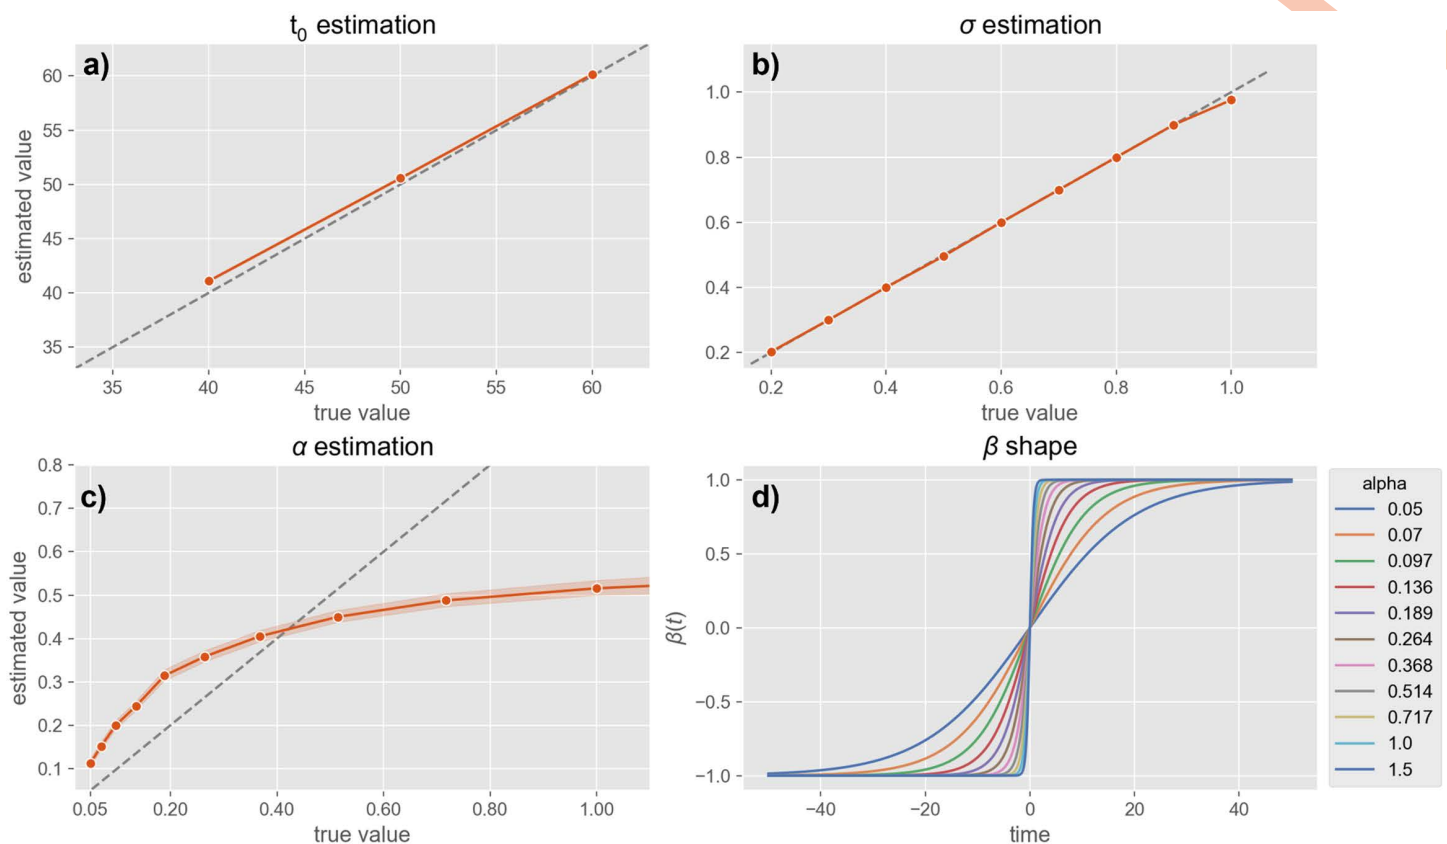 t0 estimation
a)
60
55
50
45
40
35
estimated value
35 40 45 50 55 60
true value
σ estimation
b)
1.0
0.8
0.6
0.4
0.2
0.2 0.4 0.6 0.8 1.0
true value
α estimation
c)
0.8
0.7
0.6
0.5
0.4
0.3
0.2
0.1
estimated value
0.05 0.20 0.40 0.60 0.80 1.00
true value
β shape
d)
1.0
0.5
0.0
−0.5
−1.0
β(t)
−40 −20 0 20 40
time
alpha
0.05
0.07
0.097
0.136
0.189
0.264
0.368
0.514
0.717
1.0
1.5